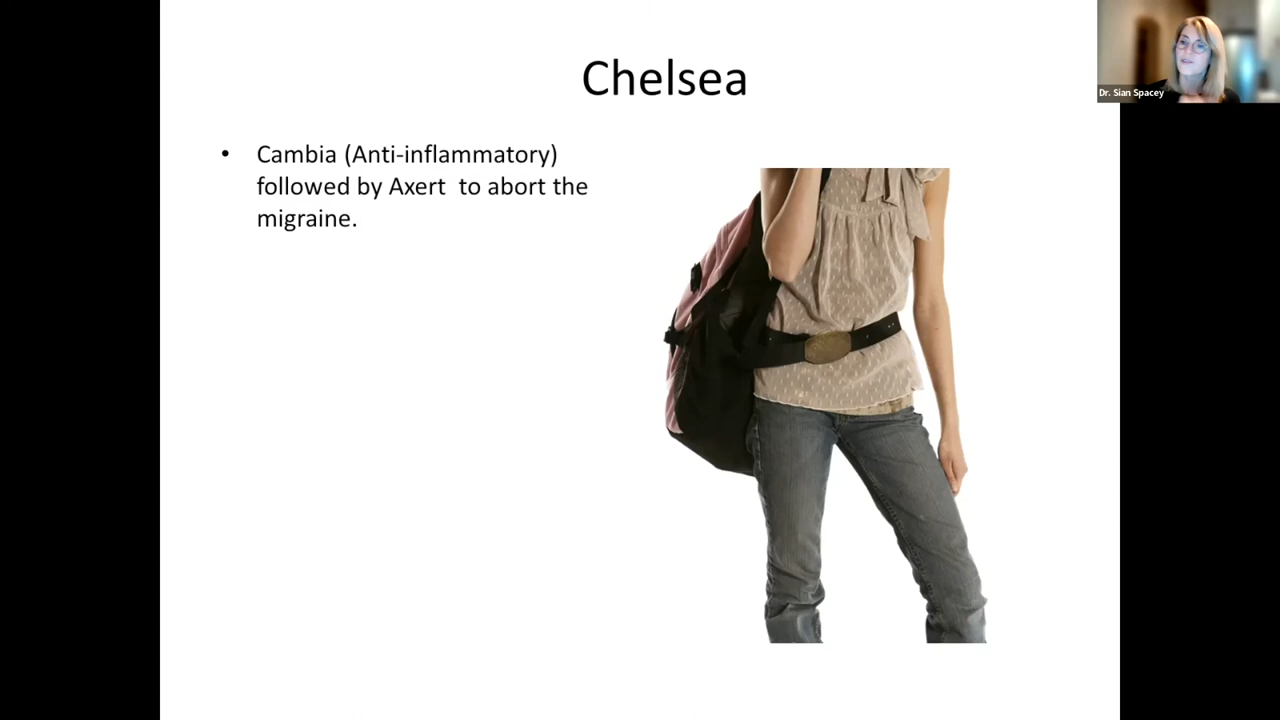 Chelsea
Dr. Sian Spacey
• Cambia (Anti-inflammatory)
followed by Axert  to abort the
migraine.